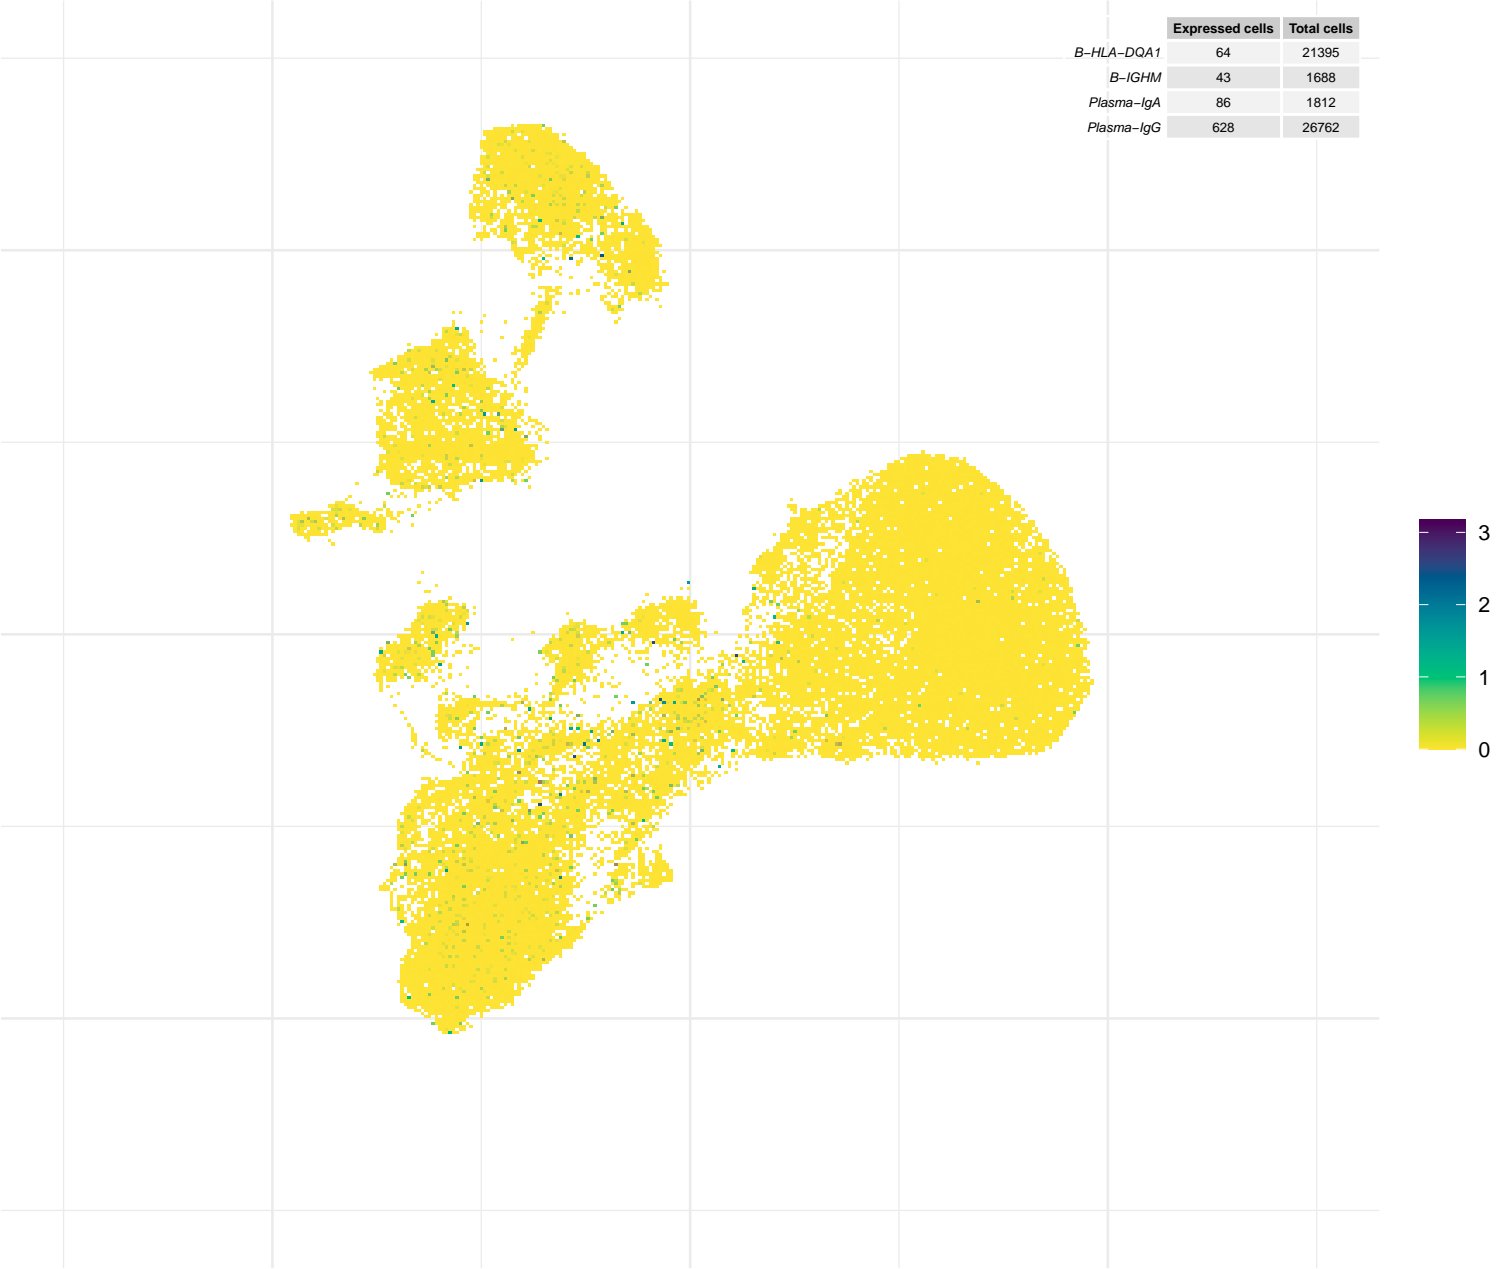 Expressed cells Total cells
B−HLA−DQA1 64 21395
B−IGHM 43 1688
Plasma−IgA 86 1812
Plasma−IgG 628 26762
3
2
1
0